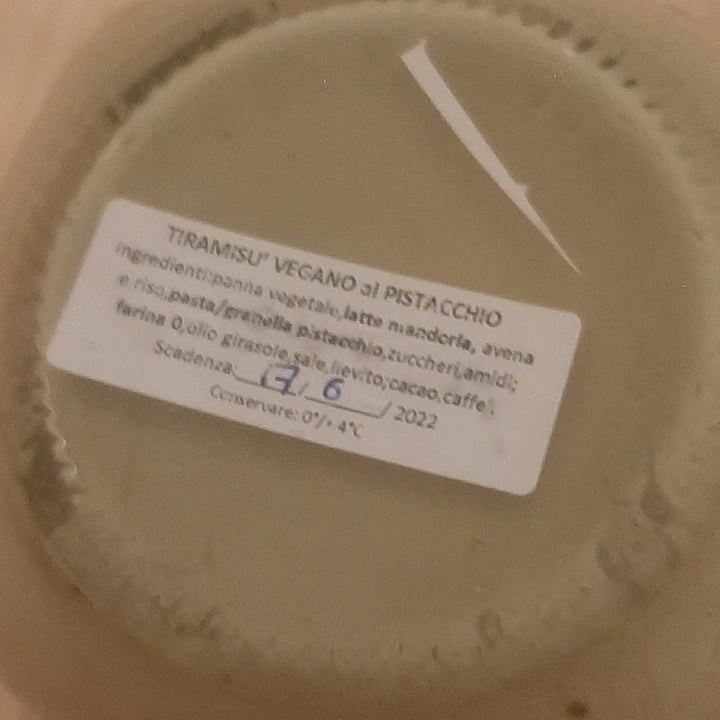 TIRAMISU' VEGANO al PISTACCHIO
Ingredienti:panna vegetale,latte mandorla, avena
e riso,pasta/granella pistacchio,zuccheri,amidi;
farina 0,olio girasole,sale,lievito;cacao,caffe'.
Scadenza: 17/ 6 / 2022
Conservare: 0°/+ 4°C